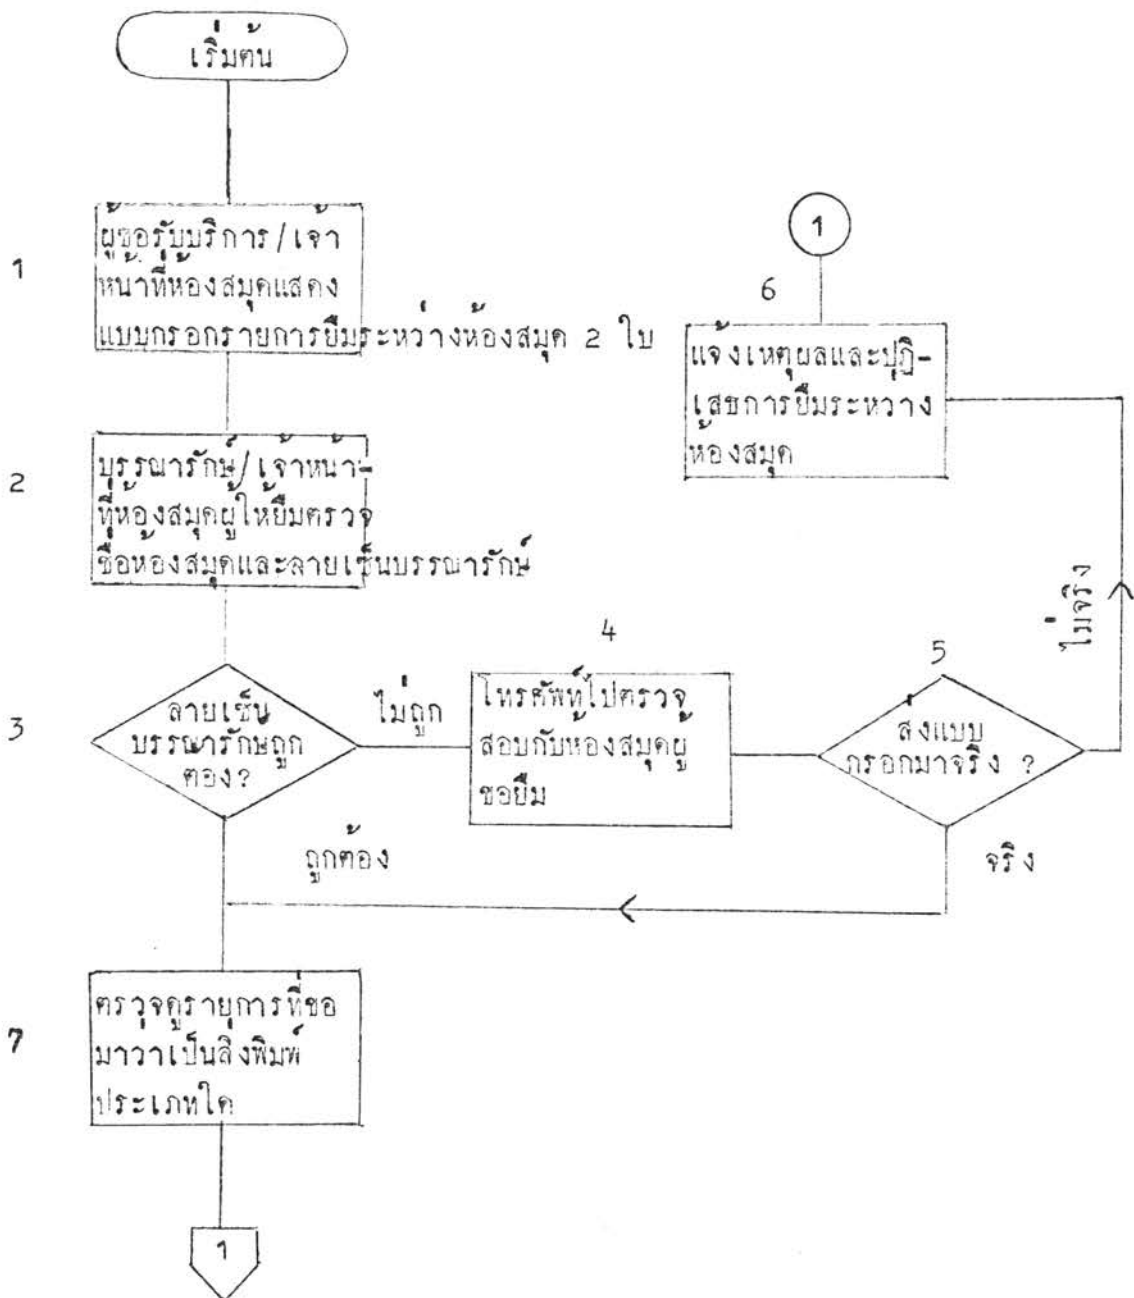 เริ่มต้น
1
ผู้ขอรับบริการ/เจ้า
หน้าที่ห้องสมุดแสดง
แบบกรอกรายการยืมระหว่างห้องสมุด 2 ใบ
1
6
แจ้งเหตุผลและปฏิ-
เสธการยืมระหวาง
ห้องสมุด
2
บรรณารักษ์/เจ้าหน้า-
ที่ห้องสมุดผู้ให้ยืมตรวจ
ชื่อห้องสมุดและลายเซ็นบรรณารักษ์
3
ลายเซ็น
บรรณารักษถูก
ตอง?
ไม่ถูก
4
โทรศัพท์ไปตรวจ
สอบกับห้องสมุดผู้
ขอยืม
5
ส่งแบบ
กรอกมาจริง ?
ไม่จริง
ถูกต้อง
จริง
7
ตรวจดูรายการที่ขอ
มาวาเป็นสิ่งพิมพ์
ประเภทใด
1